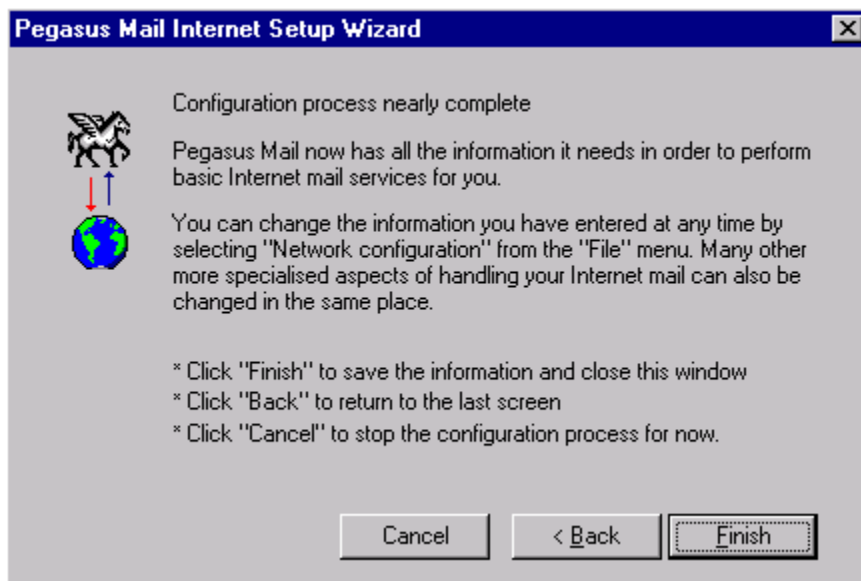 Pegasus Mail Internet Setup Wizard
Configuration process nearly complete
Pegasus Mail now has all the information it needs in order to perform
basic Internet mail services for you.
You can change the information you have entered at any time by
selecting "Network configuration" from the "File" menu. Many other
more specialised aspects of handling your Internet mail can also be
changed in the same place.
* Click "Finish" to save the information and close this window
* Click "Back" to return to the last screen
* Click "Cancel" to stop the configuration process for now.
Cancel < Back Finish